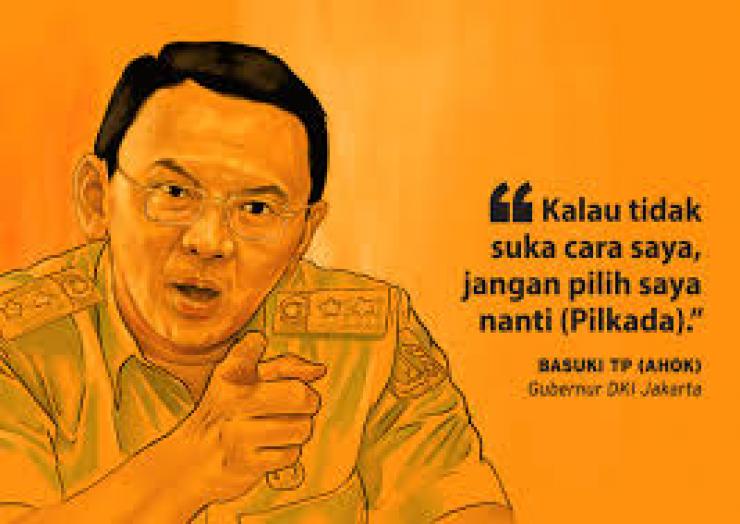 “Kalau tidak
suka cara saya,
jangan pilih saya
nanti (Pilkada).”
BASUKI TP (AHOK)
Gubernur DKI Jakarta